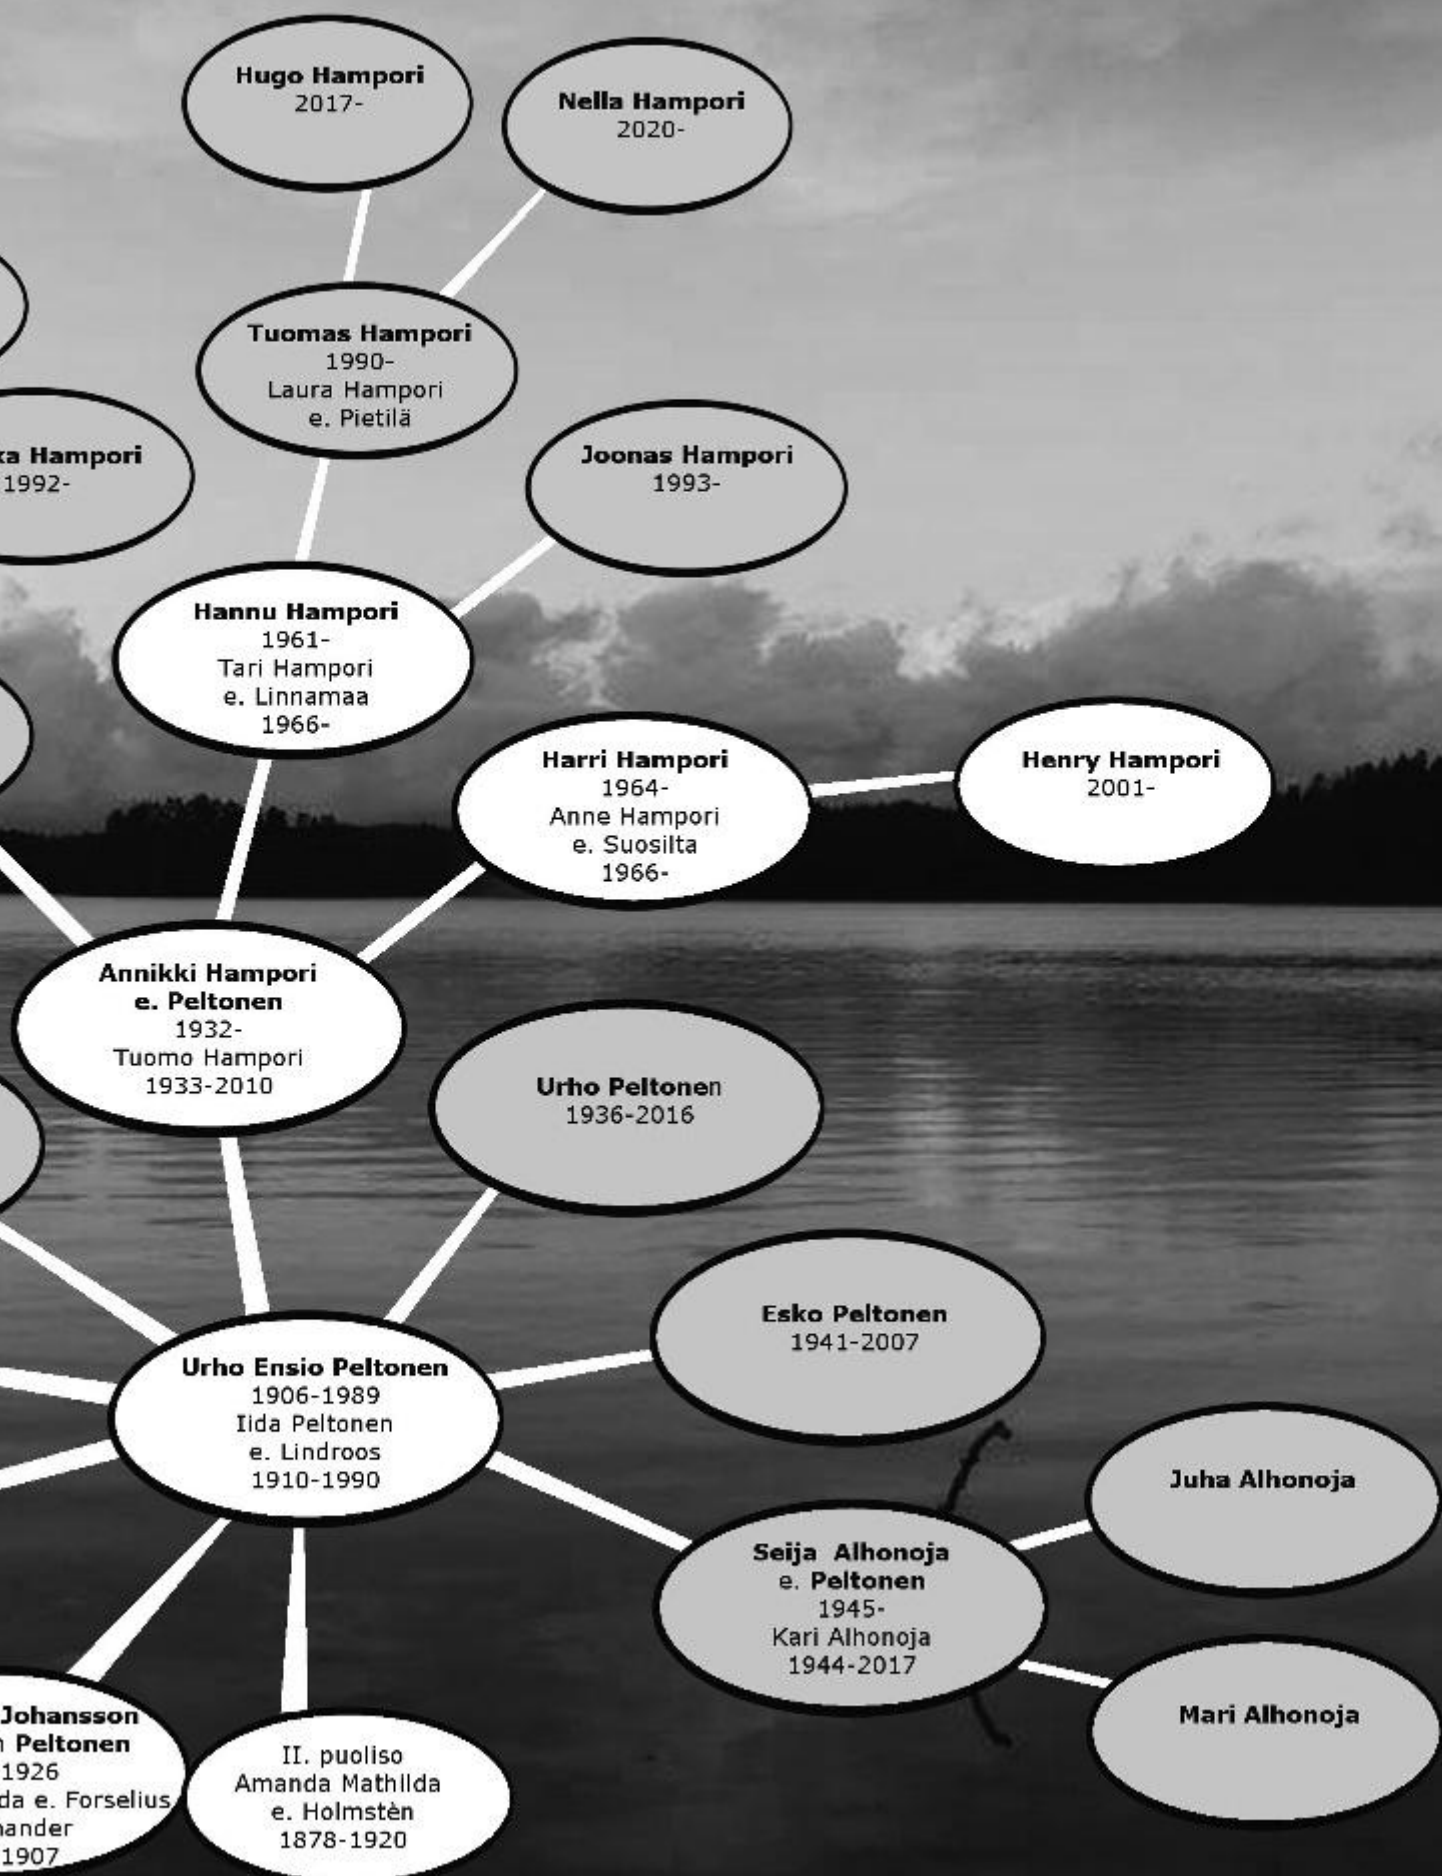 Hugo Hampori
2017-
Nella Hampori
2020-
Tuomas Hampori
1990-
Laura Hampori
e. Pietilä
Hampori
1992-
Joonas Hampori
1993-
Hannu Hampori
1961-
Tari Hampori
e. Linnamaa
1966-
Harri Hampori
1964-
Anne Hampori
e. Suosilta
1966-
Henry Hampori
2001-
Annikki Hampori
e. Peltonen
1932-
Tuomo Hampori
1933-2010
Urho Peltonen
1936-2016
Esko Peltonen
1941-2007
Urho Ensio Peltonen
1906-1989
Iida Peltonen
e. Lindroos
1910-1990
Juha Alhonoja
Seija Alhonoja
e. Peltonen
1945-
Kari Alhonoja
1944-2017
Mari Alhonoja
Johansson
Peltonen
1926
e. Forselius
1907
II. puoliso
Amanda Mathilda
e. Holmstèn
1878-1920